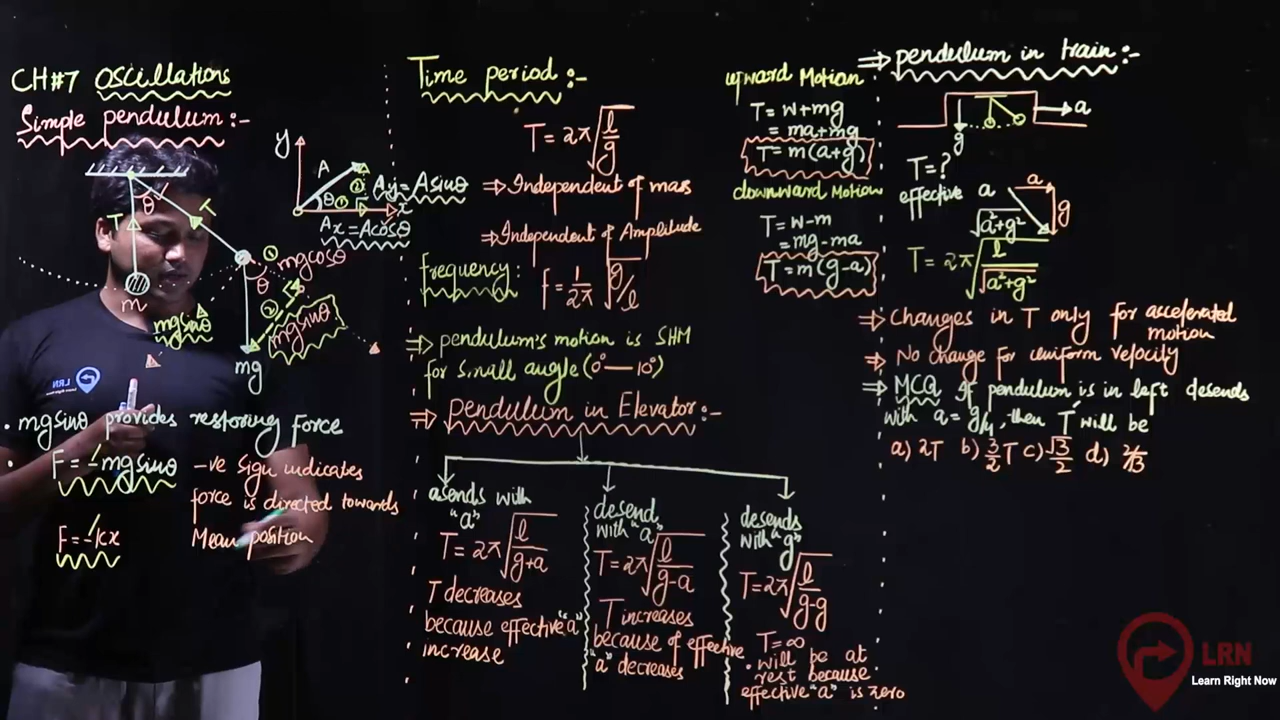 CH#7 Oscillations
Simple pendulum:-
T
θ
T
m
mgsinθ
① mgcosθ
θ
②
mgsinθ
mg
y
A
θ
①
②
x
Ay = Asinθ
Ax = Acosθ
LRN
. mgsinθ provides restoring Force
. F = -mgsinθ
-ve Sign indicates
force is directed towards
Mean position
F = -kx
Time period :-
T = 2π√l/g
⇒ Independent of mass
⇒ Independent of Amplitude
frequency:
f = 1/2π √g/l
⇒ pendulum's motion is SHM
for small angle (0° — 10°)
⇒ pendulum in Elevator:-
asends with
"a"
T = 2π√l/g+a
T decreases
because effective "a"
increase
desend
with "a"
T = 2π√l/g-a
T increases
because of effective
"a" decreases
desends
with "g"
T = 2π√l/g-g
T = ∞
. will be at
rest because
effective "a" is zero
upward Motion
T = w+mg
= ma+mg
T = m(a+g)
downward Motion
T = w-m
= mg-ma
T = m(g-a)
⇒ pendulum in train:-
a
g
T = ?
effective a
√a²+g²
a
g
T = 2π√l/√a²+g²
⇒ Changes in T only for accelerated
motion
⇒ No change for uniform velocity
⇒ MCQ If pendulum is in left desends
with a = g/4, then T' will be
a) 2T b) 3/2 T c) √3/2 d) 2/√3
LRN
Learn Right Now